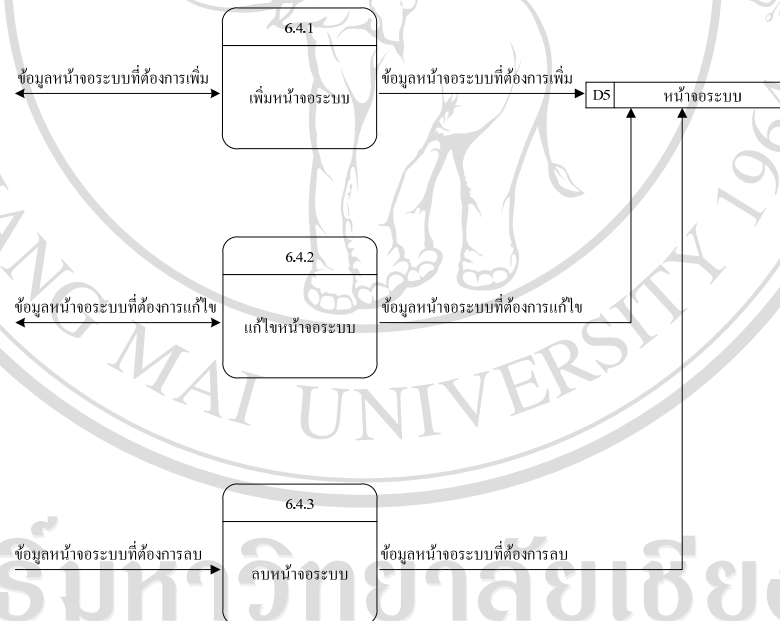 6.4.1
ข้อมูลหน้าจอระบบที่ต้องการเพิ่ม
เพิ่มหน้าจอระบบ
ข้อมูลหน้าจอระบบที่ต้องการเพิ่ม
D5 หน้าจอระบบ
6.4.2
ข้อมูลหน้าจอระบบที่ต้องการแก้ไข
แก้ไขหน้าจอระบบ
ข้อมูลหน้าจอระบบที่ต้องการแก้ไข
ANG MAI UNIVERSITY 196
6.4.3
ข้อมูลหน้าจอระบบที่ต้องการลบ
ลบหน้าจอระบบ
ข้อมูลหน้าจอระบบที่ต้องการลบ